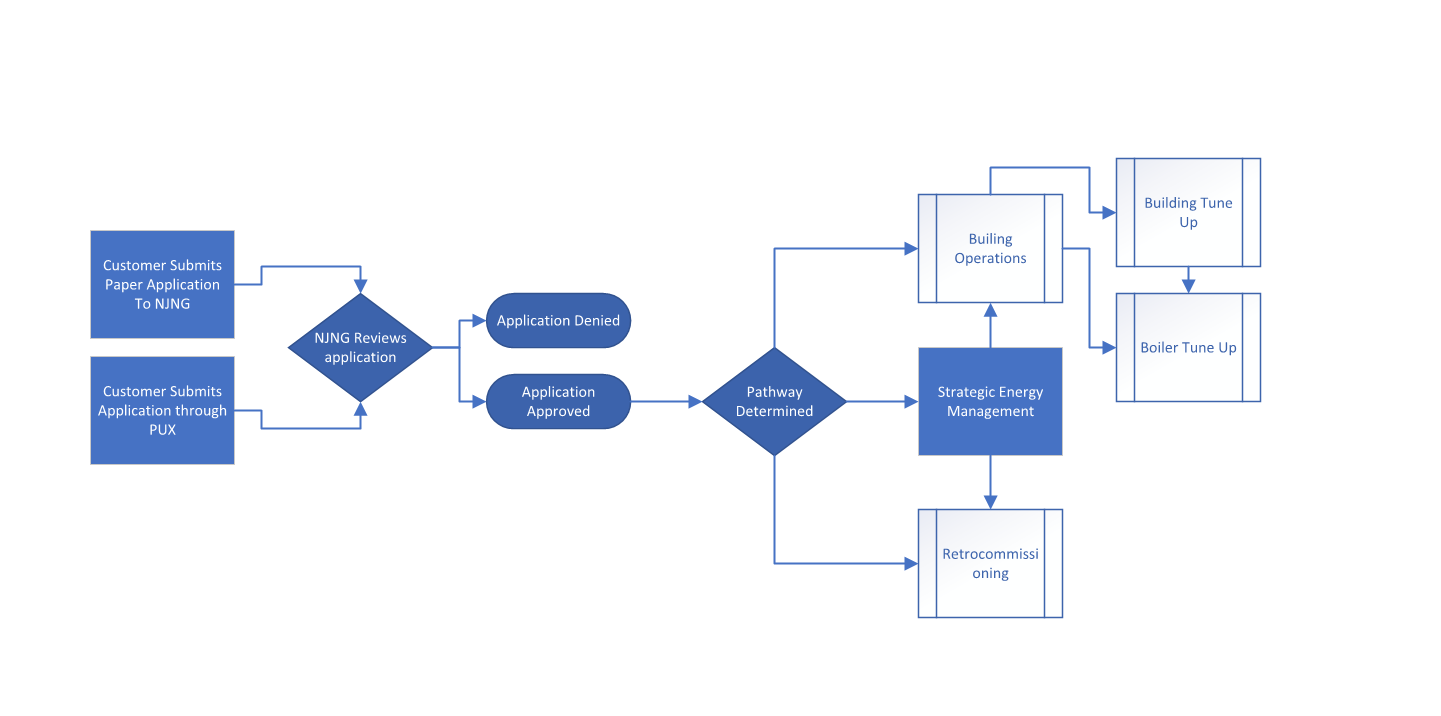 Customer Submits
Paper Application
To NJNG
Customer Submits
Application through
PUX
NJNG Reviews
application
Application Denied
Application
Approved
Pathway
Determined
Builing
Operations
Strategic Energy
Management
Retrocommissi
oning
Building Tune
Up
Boiler Tune Up